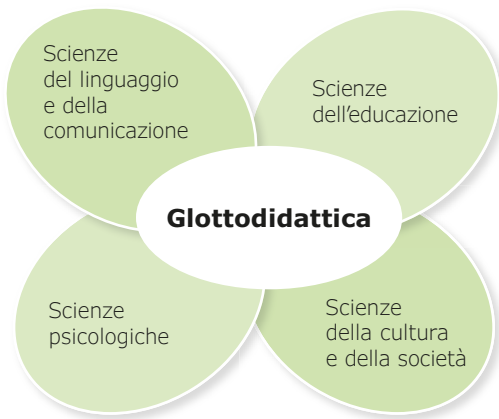 Scienze
del linguaggio
e della
comunicazione
Scienze
dell'educazione
Glottodidattica
Scienze
psicologiche
Scienze
della cultura
e della società